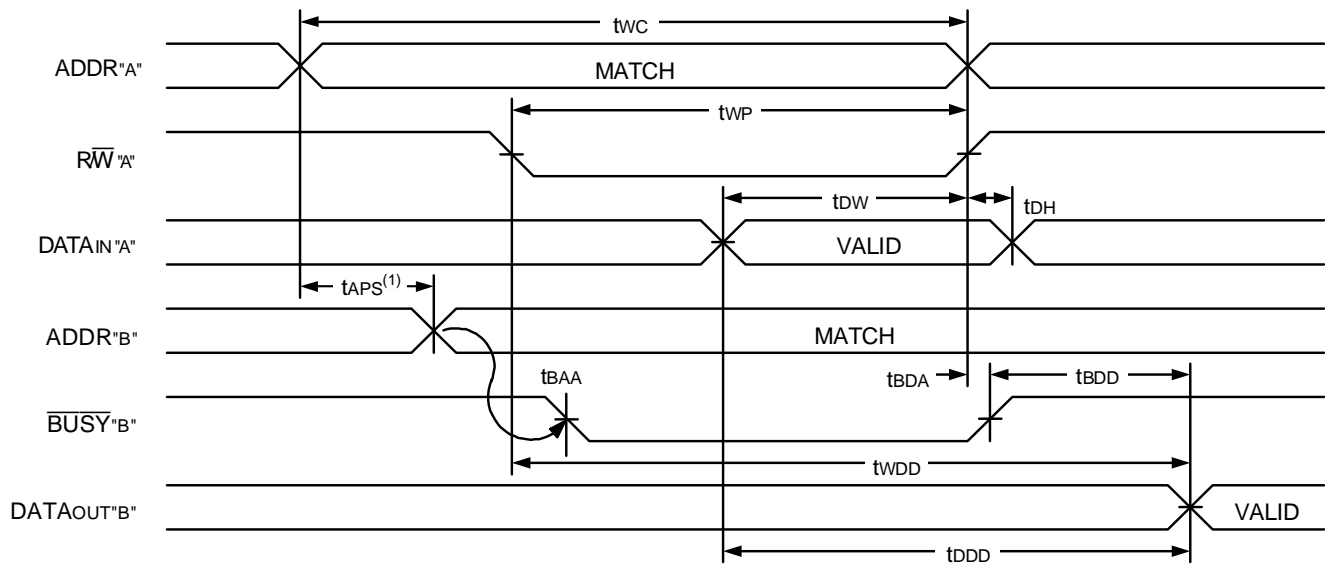 tWC
ADDR"A"
MATCH
tWP
R/W̅"A"
tDW
tDH
DATAIN"A"
VALID
tAPS(1)
ADDR"B"
MATCH
tBAA
tBDA
tBDD
B̅U̅S̅Y̅"B"
tWDD
DATAOUT"B"
VALID
tDDD